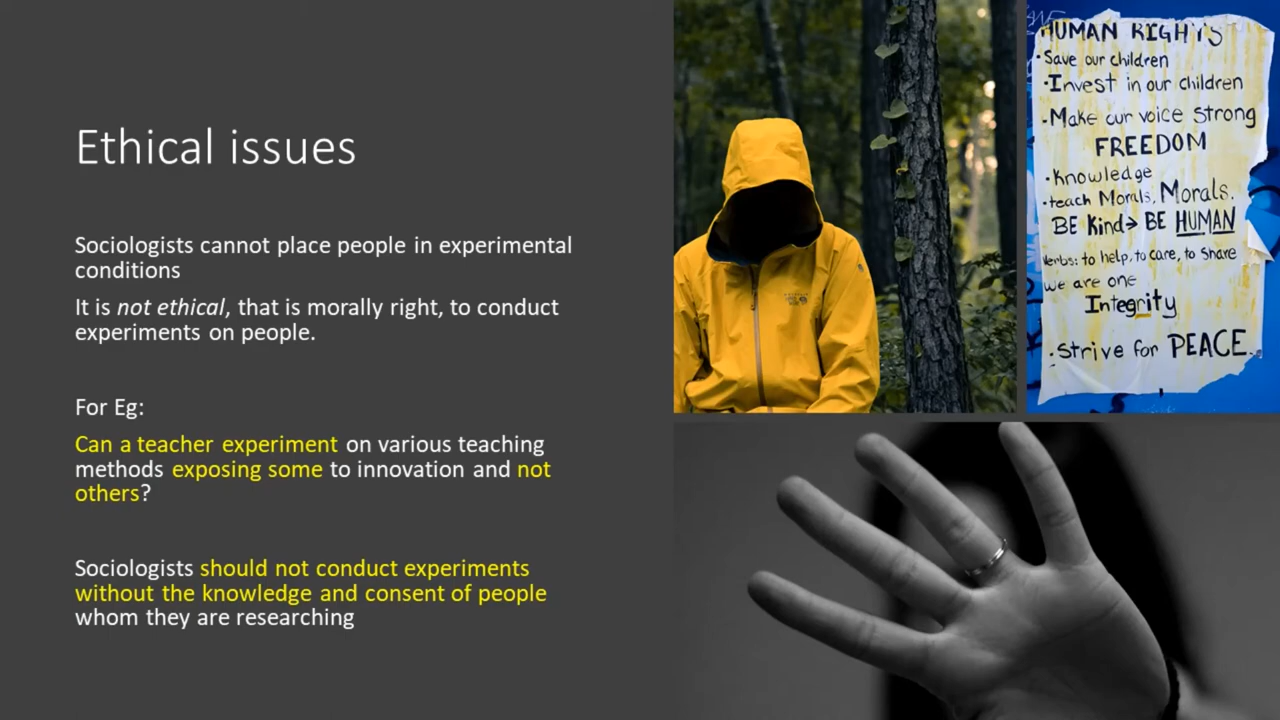 Ethical issues
Sociologists cannot place people in experimental
conditions
It is not ethical, that is morally right, to conduct
experiments on people.
For Eg:
Can a teacher experiment on various teaching
methods exposing some to innovation and not
others?
Sociologists should not conduct experiments
without the knowledge and consent of people
whom they are researching
HUMAN RIGHTS
·Save our children
·Invest in our children
·Make our voice strong
FREEDOM
·Knowledge
·teach Morals, Morals.
BE Kind→ BE HUMAN
Verbs: to help, to care, to share
we are one
Integrity
·Strive for PEACE.